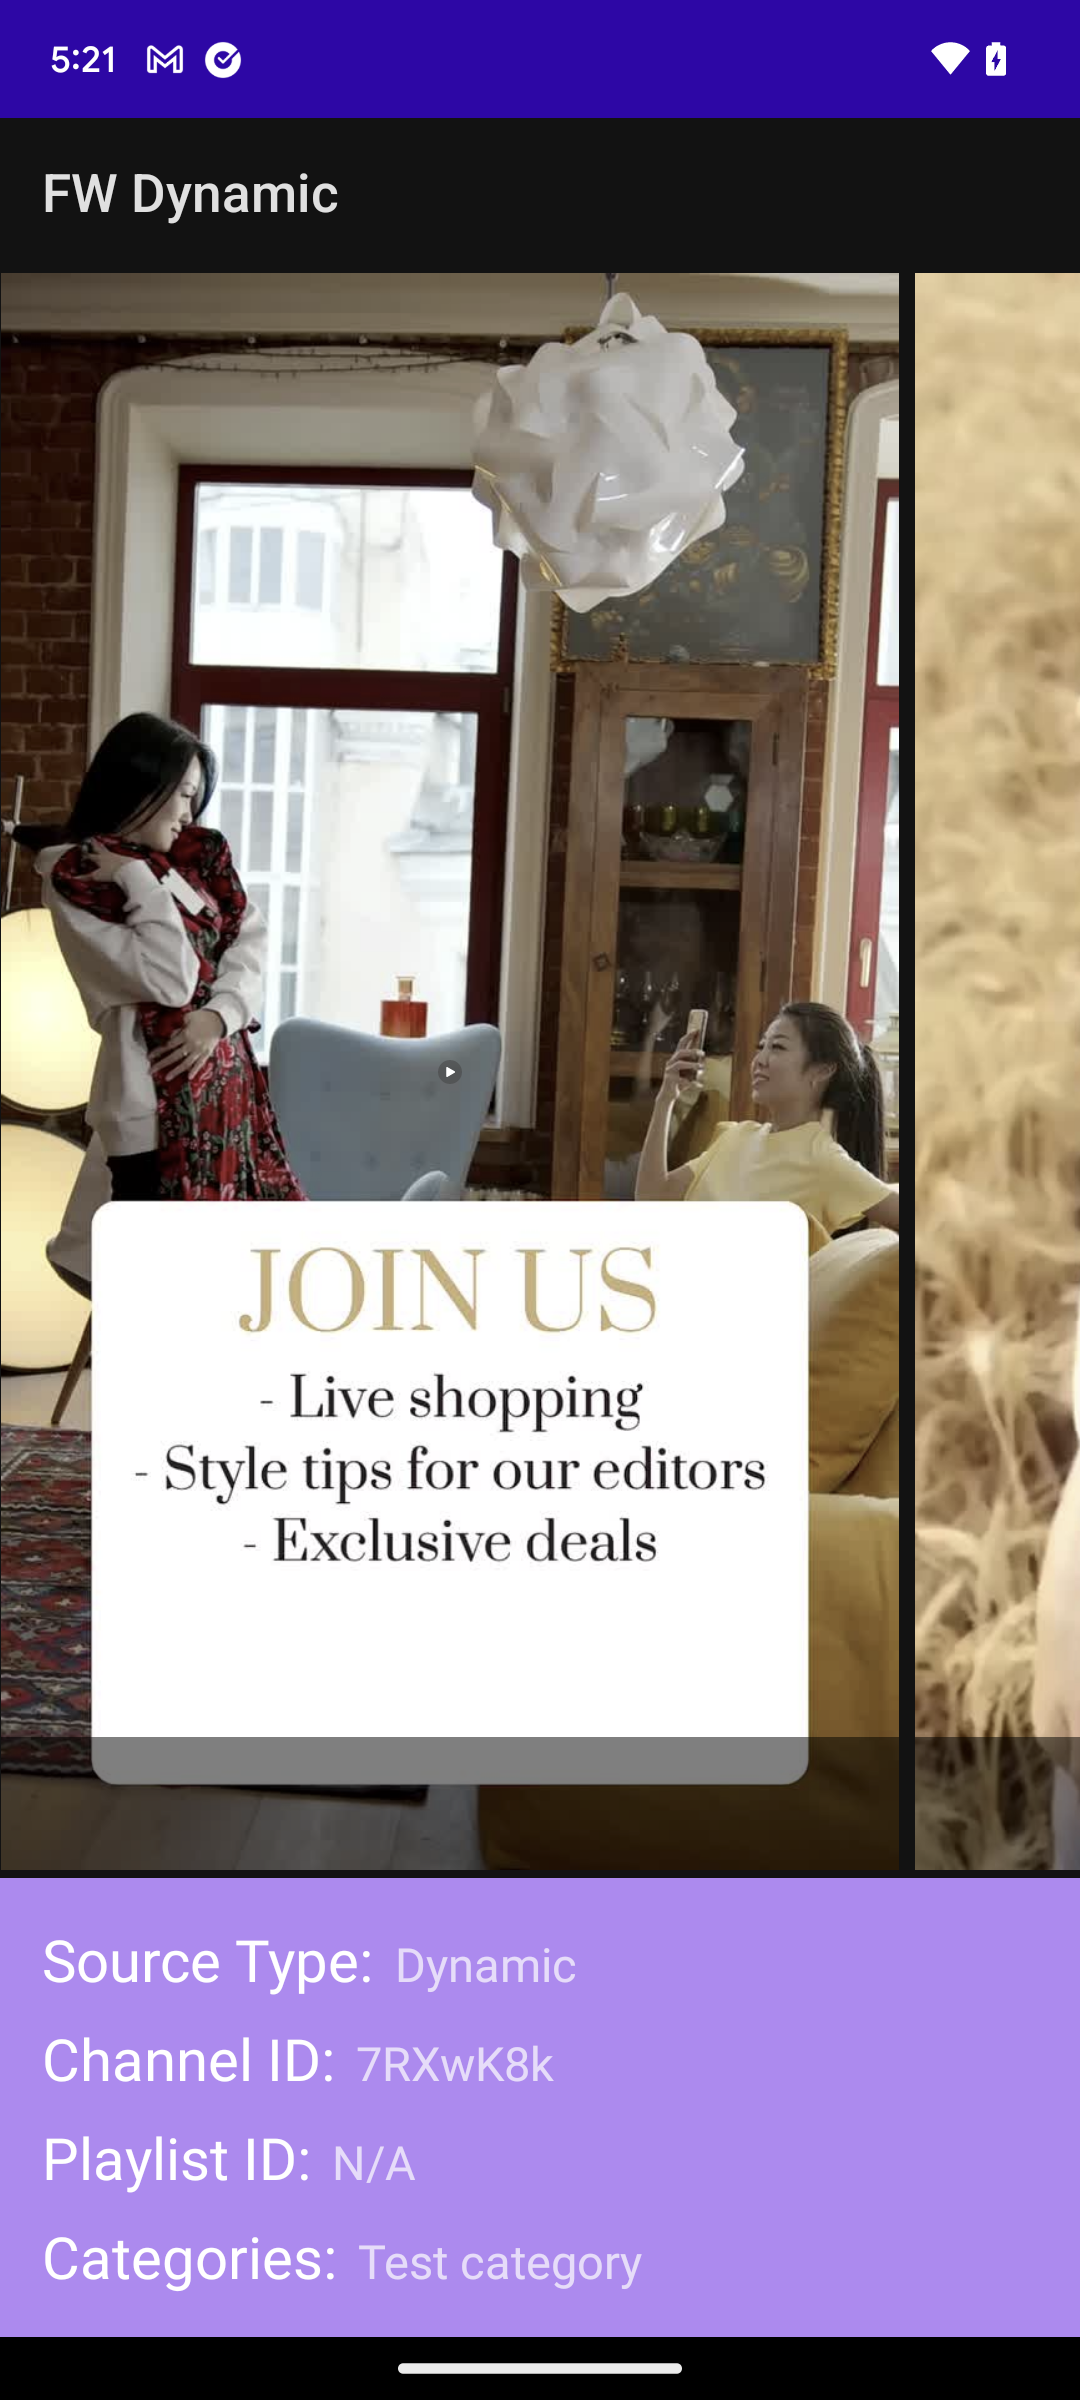 5:21
FW Dynamic
JOIN US
- Live shopping
- Style tips for our editors
- Exclusive deals
Source Type: Dynamic
Channel ID: 7RXwK8k
Playlist ID: N/A
Categories: Test category